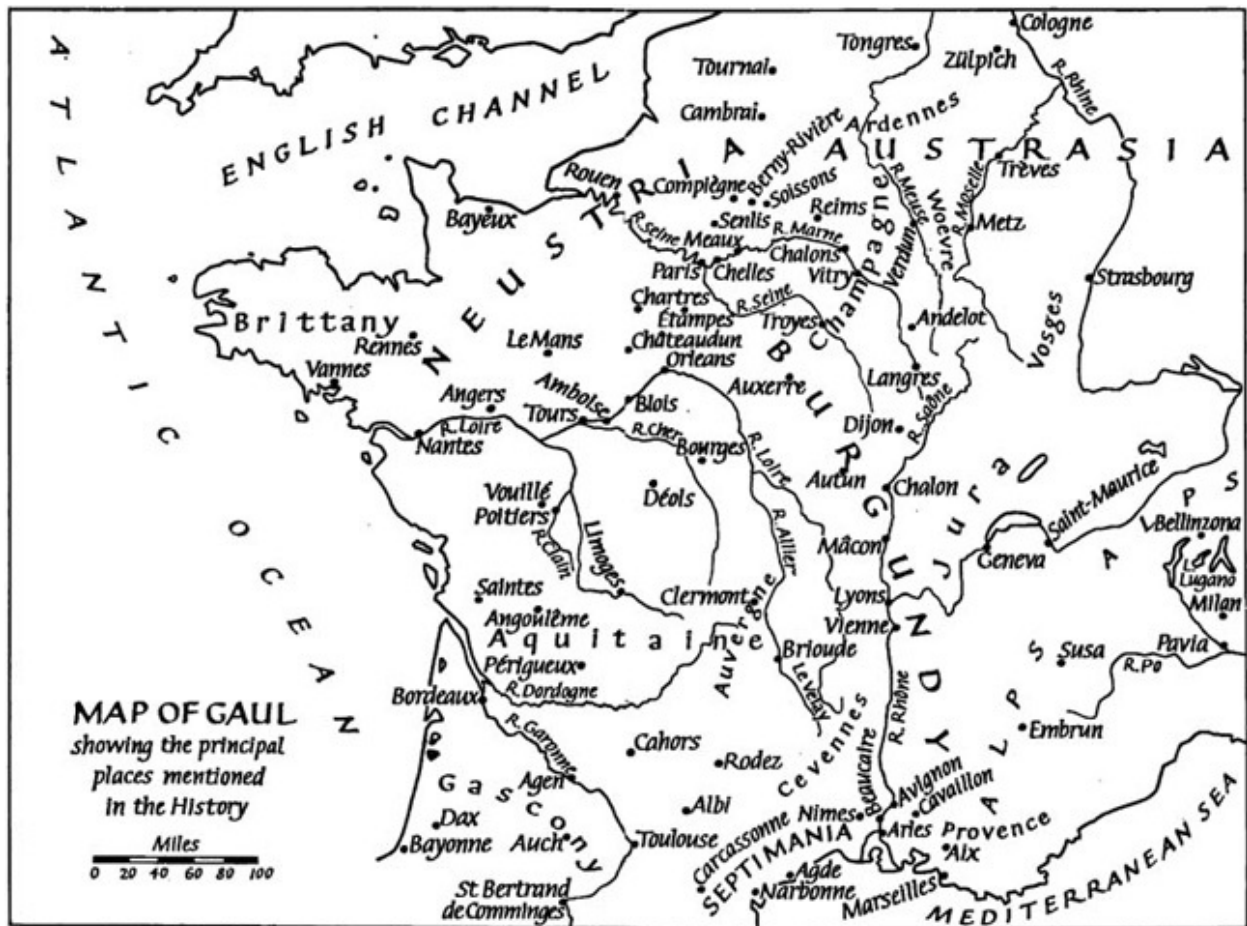 ATLANTIC OCEAN
ENGLISH CHANNEL
Cologne
Tongres
Zülpich
R. Rhine
Tournai
Cambrai
Ardennes
Berny-Rivière
NEUSTRIA
AUSTRASIA
Rouen
Compiègne
Soissons
R. Meuse
Trèves
Bayeux
Senlis
Reims
Woëvre
R. Moselle
Metz
R. Seine
Meaux
R. Marne
Chalons
Champagne
Verdun
Paris
Chelles
Vitry
Strasbourg
Chartres
R. Seine
Étampes
Troyes
Andelot
Vosges
Brittany
Rennes
Le Mans
Châteaudun
Orleans
BURGUNDY
Vannes
Auxerre
Langres
Angers
Amboise
Blois
R. Saône
Tours
Dijon
R. Loire
R. Cher
Nantes
Bourges
R. Loire
Autun
Chalon
Jura
Saint-Maurice
ALPS
Vouillé
Déols
Poitiers
R. Allier
Bellinzona
R. Clain
Limoges
Mâcon
Geneva
L.
Lugano
Saintes
Clermont
Lyons
Milan
Angoulême
Vienne
Aquitaine
Auvergne
Brioude
Susa
Pavia
Périgueux
R. Po
R. Dordogne
Le Velay
R. Rhône
Bordeaux
ALPS
Embrun
MAP OF GAUL
showing the principal
places mentioned
in the History
Miles
0 20 40 60 80 100
R. Garonne
Cahors
Rodez
Cevennes
Beaucaire
Agen
Gascony
Avignon
Cavaillon
Dax
Albi
Nimes
Bayonne
Auch
Toulouse
Carcassonne
SEPTIMANIA
Arles
Provence
Aix
Agde
St Bertrand
de Comminges
Narbonne
Marseilles
MEDITERRANEAN SEA